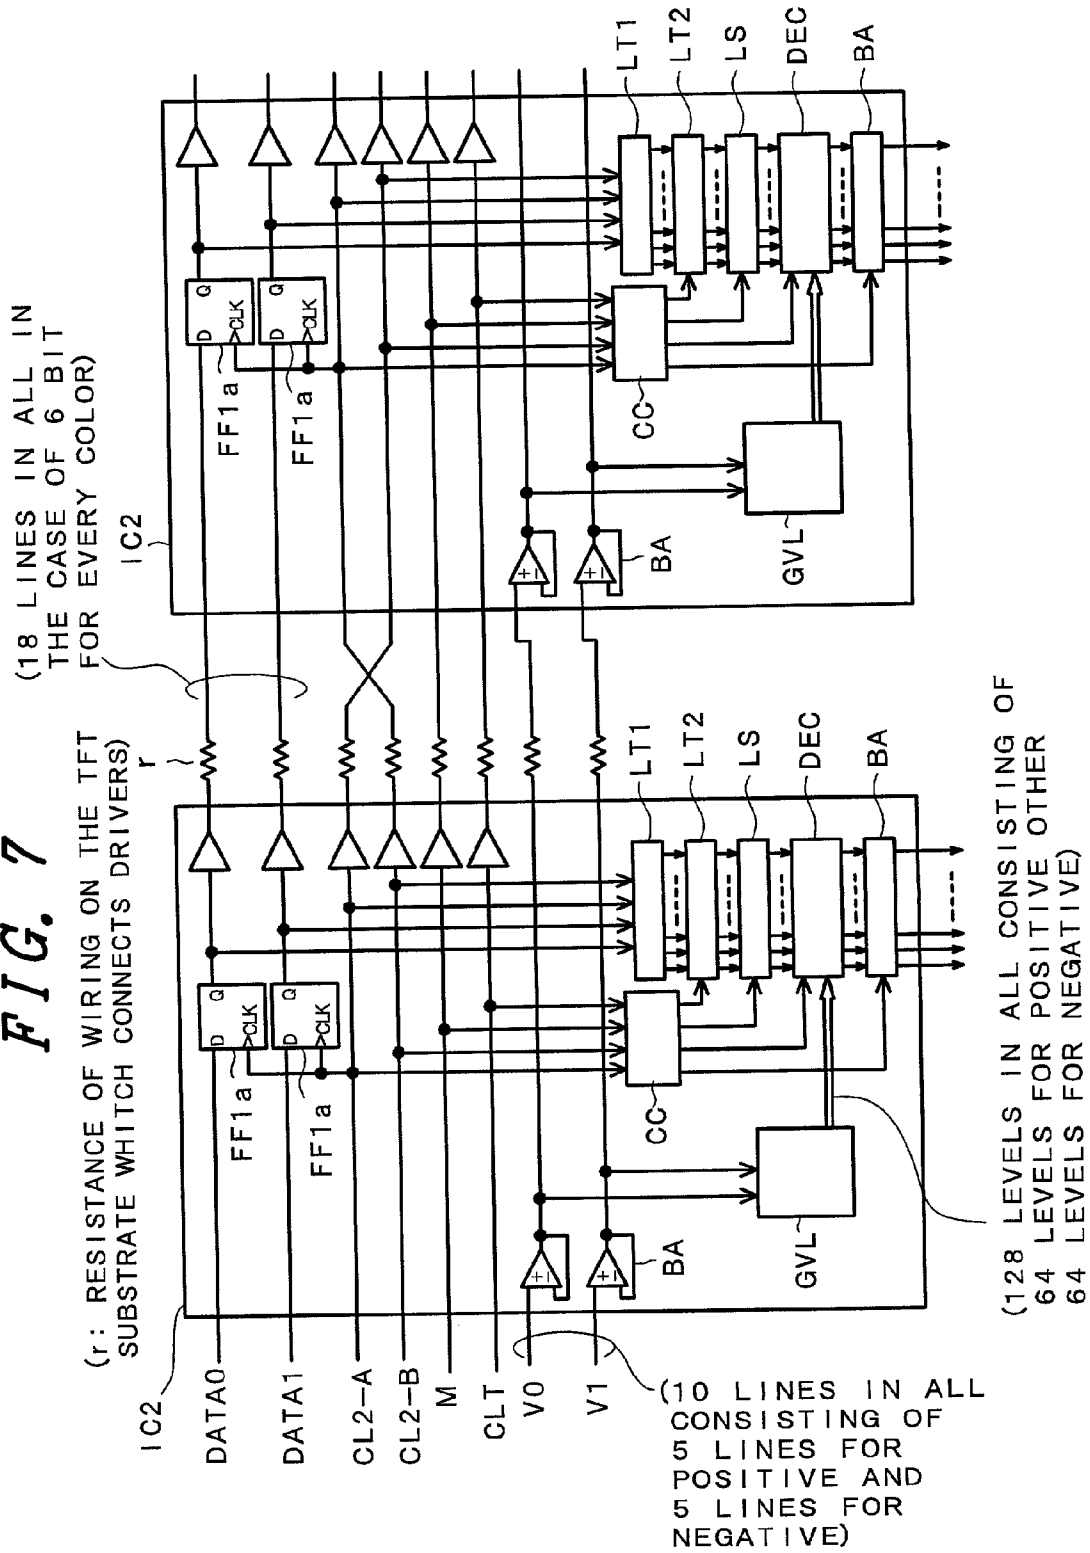 FIG. 7
(r: RESISTANCE OF WIRING ON THE TFT
SUBSTRATE WHITCH CONNECTS DRIVERS)
(18 LINES IN ALL IN
THE CASE OF 6 BIT
FOR EVERY COLOR)
r
IC2
IC2
DATA0
DATA1
CL2-A
CL2-B
M
CLT
V0
V1
D
Q
CLK
FF1a
D
Q
CLK
FF1a
+
-
+
-
BA
GVL
CC
LT1
LT2
LS
DEC
BA
D
Q
CLK
FF1a
D
Q
CLK
FF1a
+
-
+
-
BA
GVL
CC
LT1
LT2
LS
DEC
BA
(10 LINES IN ALL
CONSISTING OF
5 LINES FOR
POSITIVE AND
5 LINES FOR
NEGATIVE)
(128 LEVELS IN ALL CONSISTING OF
64 LEVELS FOR POSITIVE OTHER
64 LEVELS FOR NEGATIVE)